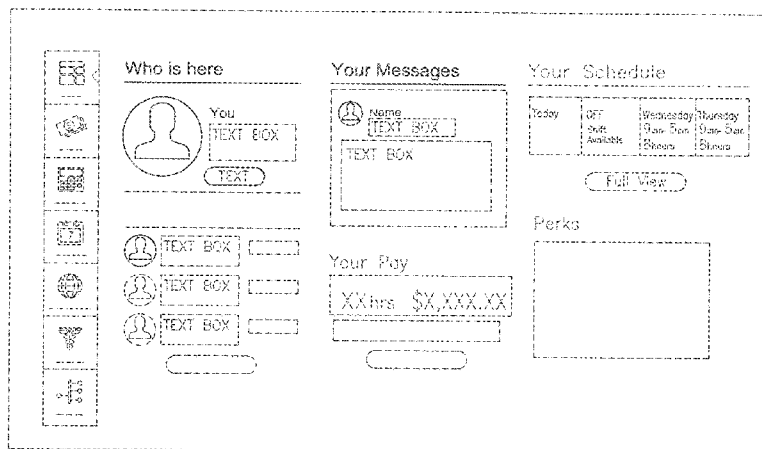 Who is here
You
TEXT BOX
TEXT
TEXT BOX
TEXT BOX
TEXT BOX
Your Messages
Name
TEXT BOX
TEXT BOX
Your Pay
XXhrs $X,XXX.XX
Your Schedule
Today
OFF
Shift
Available
Wednesday
9am- 5pm
8hours
Thursday
9am- 5pm
8hours
Full View
Perks